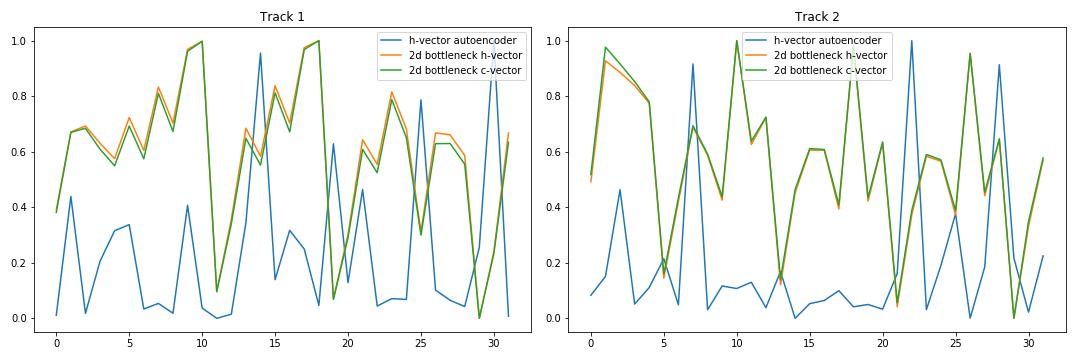 Track 1
h-vector autoencoder
2d bottleneck h-vector
2d bottleneck c-vector
1.0
0.8
0.6
0.4
0.2
0.0
0 5 10 15 20 25 30
Track 2
h-vector autoencoder
2d bottleneck h-vector
2d bottleneck c-vector
1.0
0.8
0.6
0.4
0.2
0.0
0 5 10 15 20 25 30